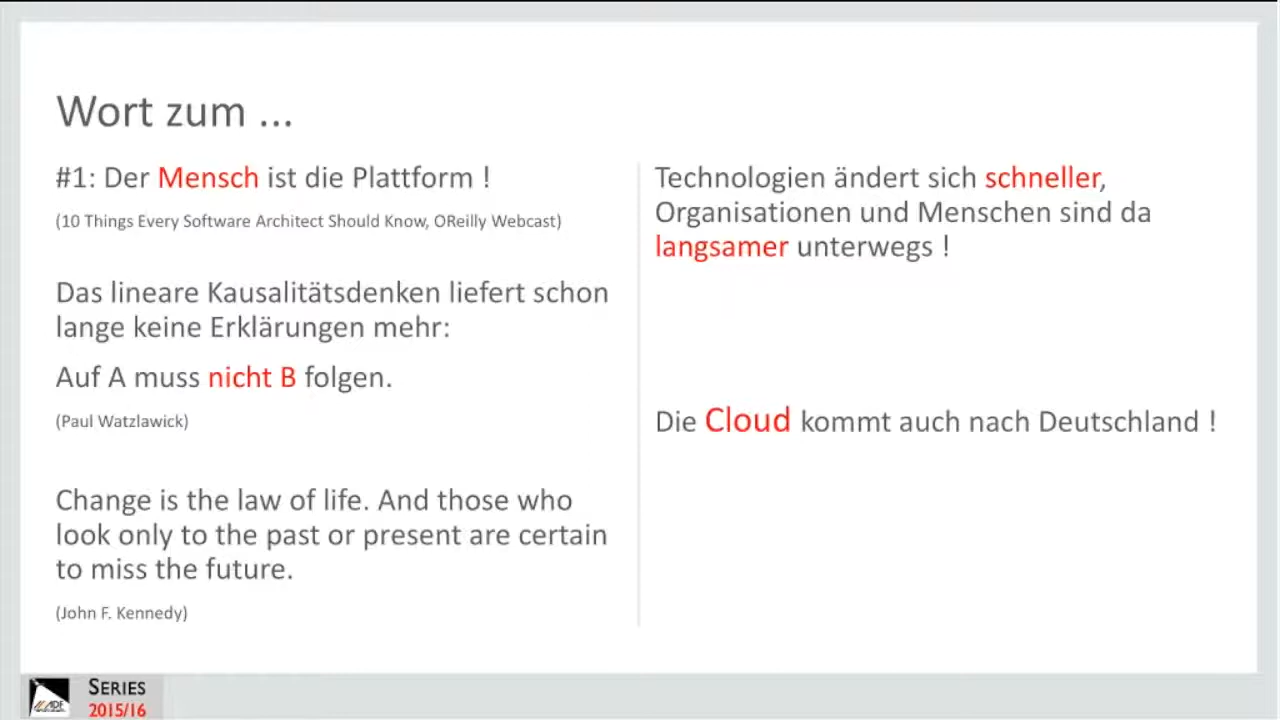 Wort zum ...
#1: Der Mensch ist die Plattform !
(10 Things Every Software Architect Should Know, OReilly Webcast)
Das lineare Kausalitätsdenken liefert schon
lange keine Erklärungen mehr:
Auf A muss nicht B folgen.
(Paul Watzlawick)
Change is the law of life. And those who
look only to the past or present are certain
to miss the future.
(John F. Kennedy)
Technologien ändert sich schneller,
Organisationen und Menschen sind da
langsamer unterwegs !
Die Cloud kommt auch nach Deutschland !
ADF
SERIES
2015/16